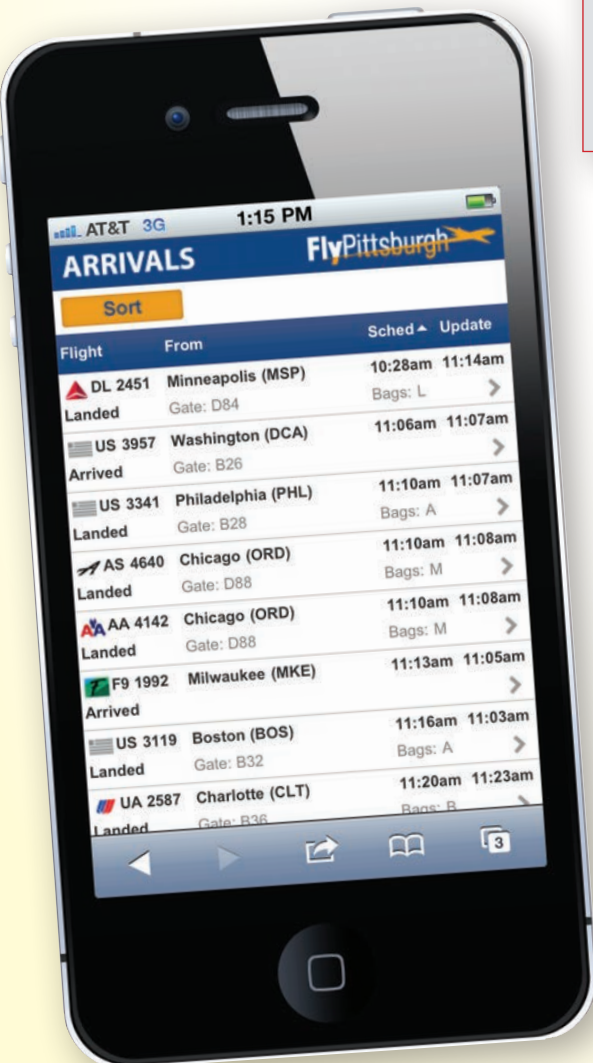 AT&T 3G 1:15 PM
ARRIVALS FlyPittsburgh
Sort
Flight From Sched Update
DL 2451 Minneapolis (MSP) 10:28am 11:14am
Landed Gate: D84 Bags: L
US 3957 Washington (DCA) 11:06am 11:07am
Arrived Gate: B26
US 3341 Philadelphia (PHL) 11:10am 11:07am
Landed Gate: B28 Bags: A
AS 4640 Chicago (ORD) 11:10am 11:08am
Landed Gate: D88 Bags: M
AA AA 4142 Chicago (ORD) 11:10am 11:08am
Landed Gate: D88 Bags: M
F F9 1992 Milwaukee (MKE) 11:13am 11:05am
Arrived
US 3119 Boston (BOS) 11:16am 11:03am
Landed Gate: B32 Bags: A
UA 2587 Charlotte (CLT) 11:20am 11:23am
Landed Gate: B36 Bags: B
3